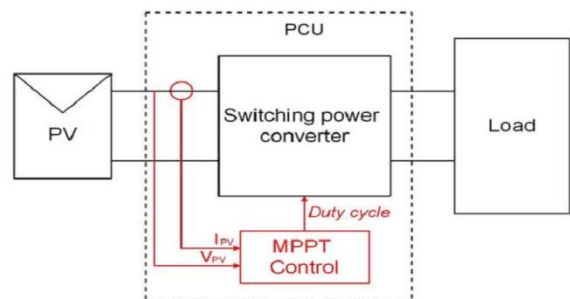 PCU
PV
Switching power
converter
Load
Duty cycle
IPV
VPV
MPPT
Control